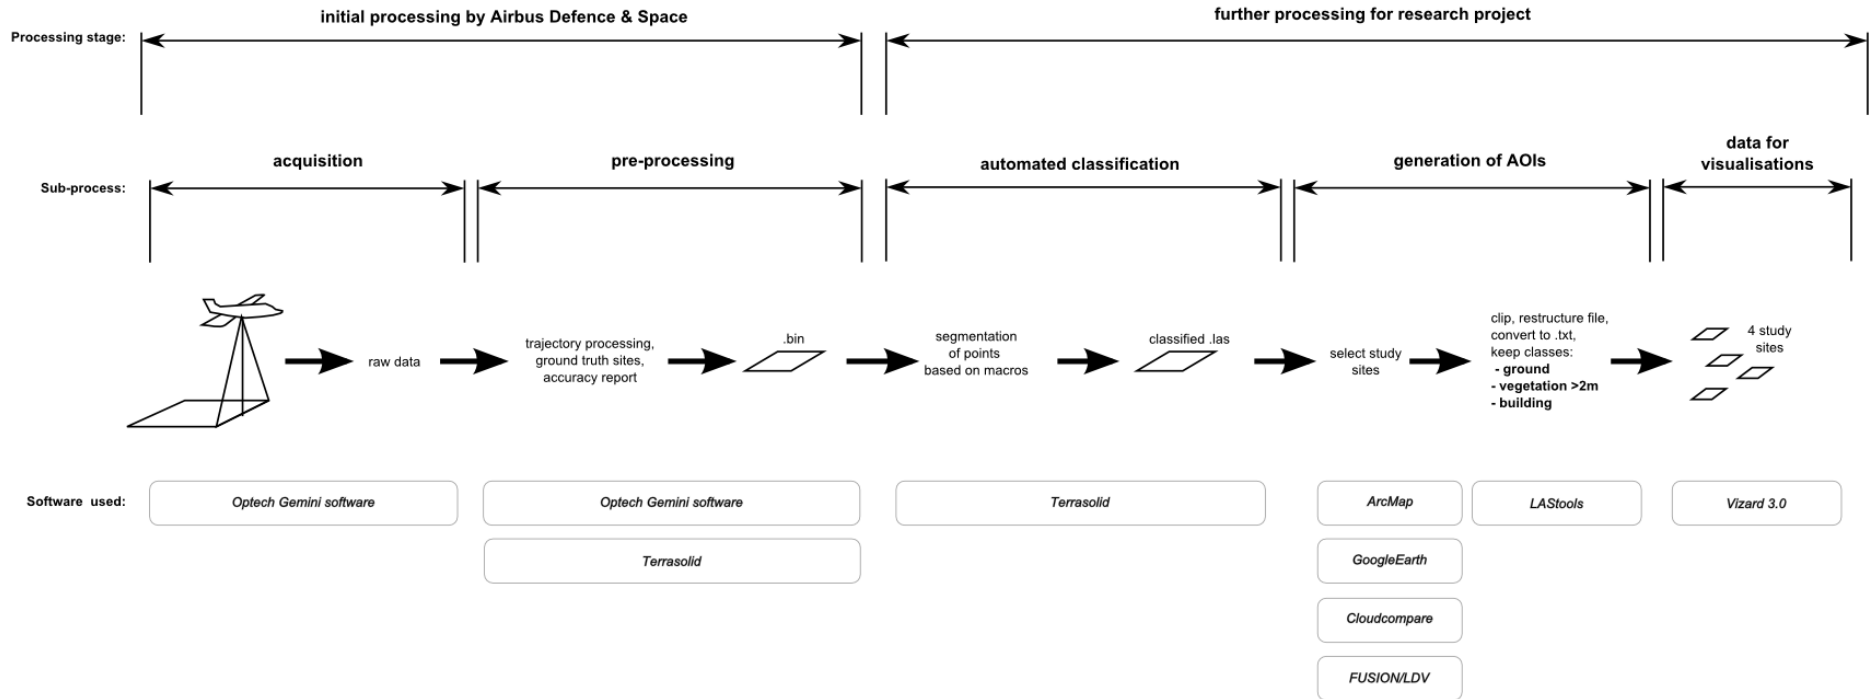 initial processing by Airbus Defence & Space
further processing for research project
Processing stage:
acquisition
pre-processing
automated classification
generation of AOIs
data for
visualisations
Sub-process:
raw data
trajectory processing,
ground truth sites,
accuracy report
.bin
segmentation
of points
based on macros
classified .las
select study
sites
clip, restructure file,
convert to .txt,
keep classes:
- ground
- vegetation >2m
- building
4 study
sites
Software used:
Optech Gemini software
Optech Gemini software
Terrasolid
Terrasolid
ArcMap
GoogleEarth
Cloudcompare
FUSION/LDV
LAStools
Vizard 3.0